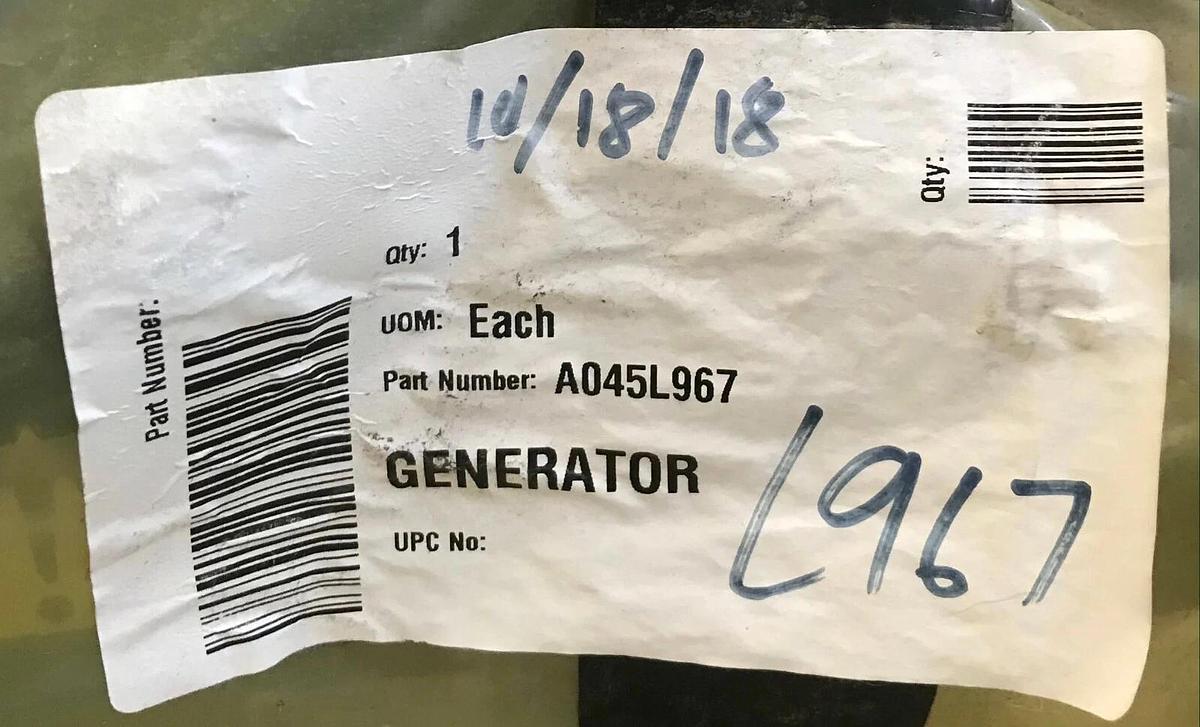 10/18/18
Qty:
Qty: 1
UOM: Each
Part Number:
Part Number: A045L967
GENERATOR
L967
UPC No: